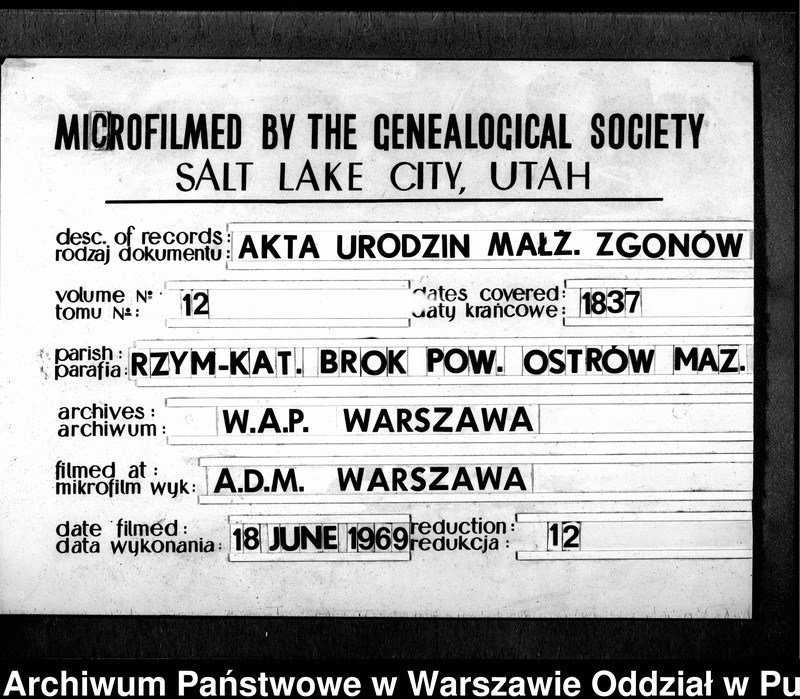 MICROFILMED BY THE GENEALOGICAL SOCIETY
SALT LAKE CITY, UTAH
desc. of records: AKTA URODZIN MAŁŻ. ZGONÓW
rodzaj dokumentu:
volume №: 12 dates covered: 1837
tomu №: daty krańcowe:
parish: RZYM-KAT. BROK POW. OSTRÓW MAZ.
parafia:
archives: W.A.P. WARSZAWA
archiwum:
filmed at: A.D.M. WARSZAWA
mikrofilm wyk:
date filmed: 18 JUNE 1969 reduction: 12
data wykonania: redukcja:
Archiwum Państwowe w Warszawie Oddział w Pu